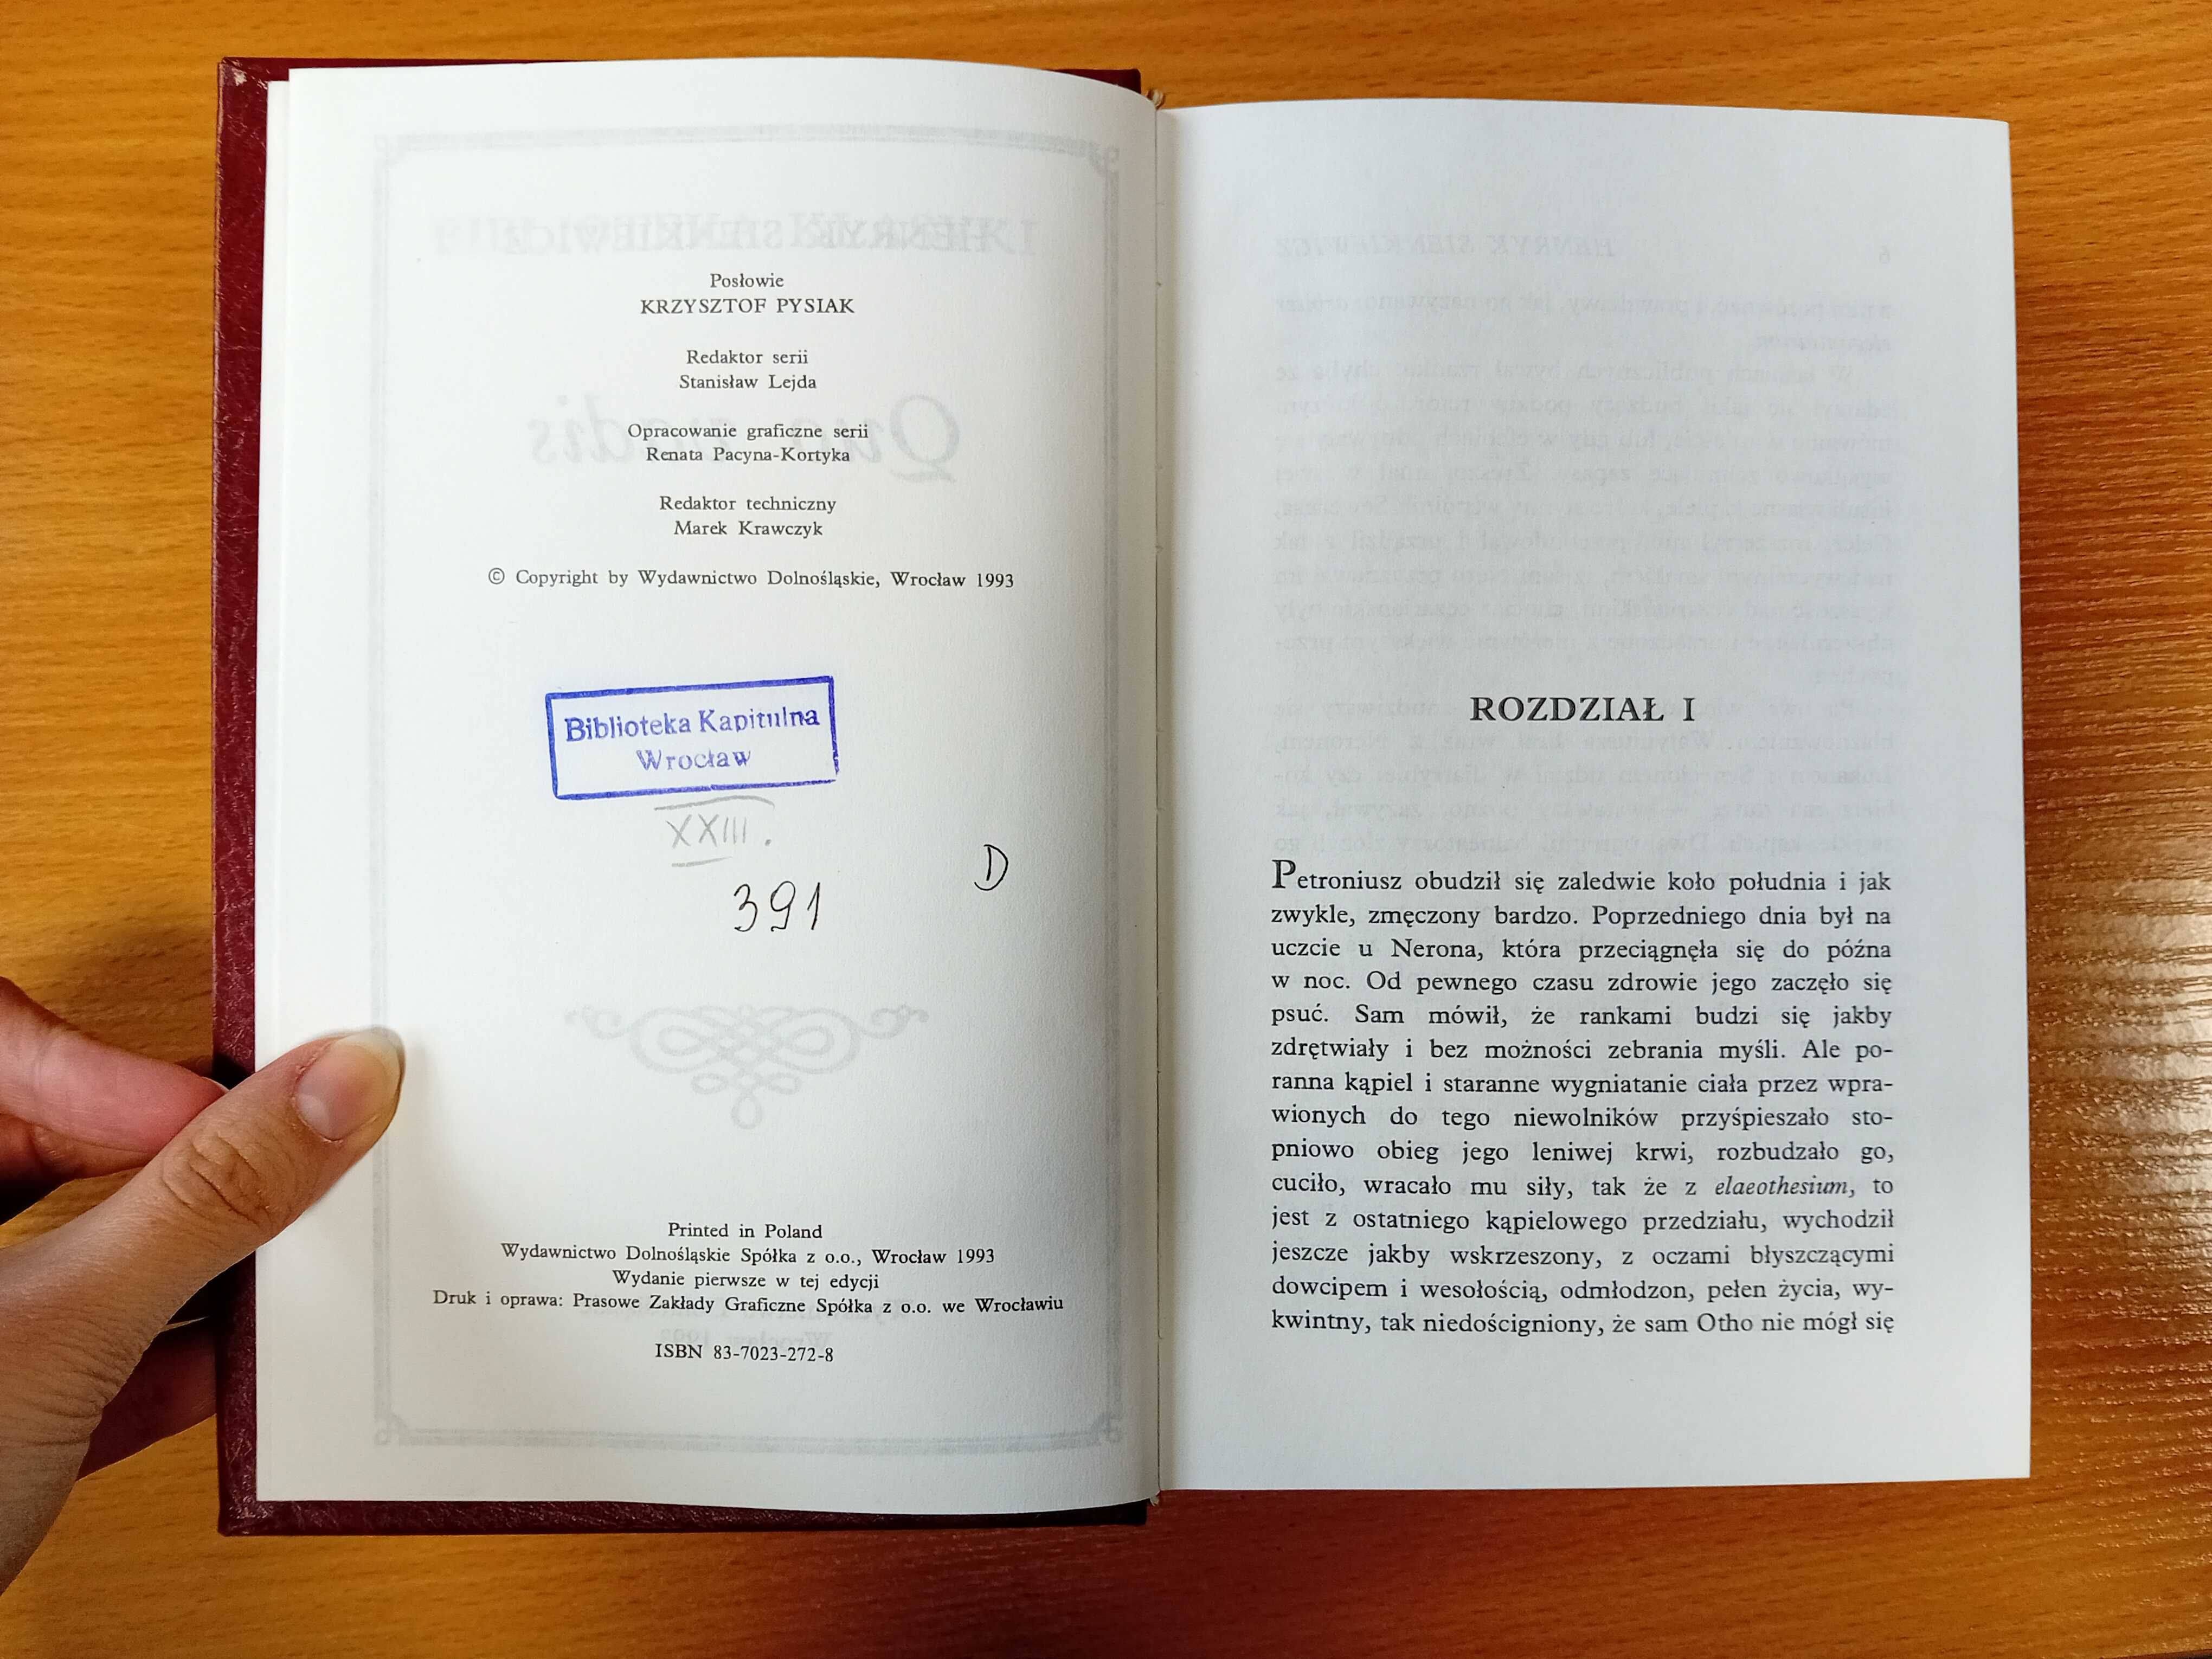 Posłowie
KRZYSZTOF PYSIAK
Redaktor serii
Stanisław Lejda
Opracowanie graficzne serii
Renata Pacyna-Kortyka
Redaktor techniczny
Marek Krawczyk
© Copyright by Wydawnictwo Dolnośląskie, Wrocław 1993
Biblioteka Kapitulna
Wrocław
XXIII.
391
D
Printed in Poland
Wydawnictwo Dolnośląskie Spółka z o.o., Wrocław 1993
Wydanie pierwsze w tej edycji
Druk i oprawa: Prasowe Zakłady Graficzne Spółka z o.o. we Wrocławiu
ISBN 83-7023-272-8
ROZDZIAŁ I
Petroniusz obudził się zaledwie koło południa i jak
zwykle, zmęczony bardzo. Poprzedniego dnia był na
uczcie u Nerona, która przeciągnęła się do późna
w noc. Od pewnego czasu zdrowie jego zaczęło się
psuć. Sam mówił, że rankami budzi się jakby
zdrętwiały i bez możności zebrania myśli. Ale po-
ranna kąpiel i staranne wygniatanie ciała przez wpra-
wionych do tego niewolników przyśpieszało sto-
pniowo obieg jego leniwej krwi, rozbudzało go,
cuciło, wracało mu siły, tak że z elaeothesium, to
jest z ostatniego kąpielowego przedziału, wychodził
jeszcze jakby wskrzeszony, z oczami błyszczącymi
dowcipem i wesołością, odmłodzon, pełen życia, wy-
kwintny, tak niedościgniony, że sam Otho nie mógł się